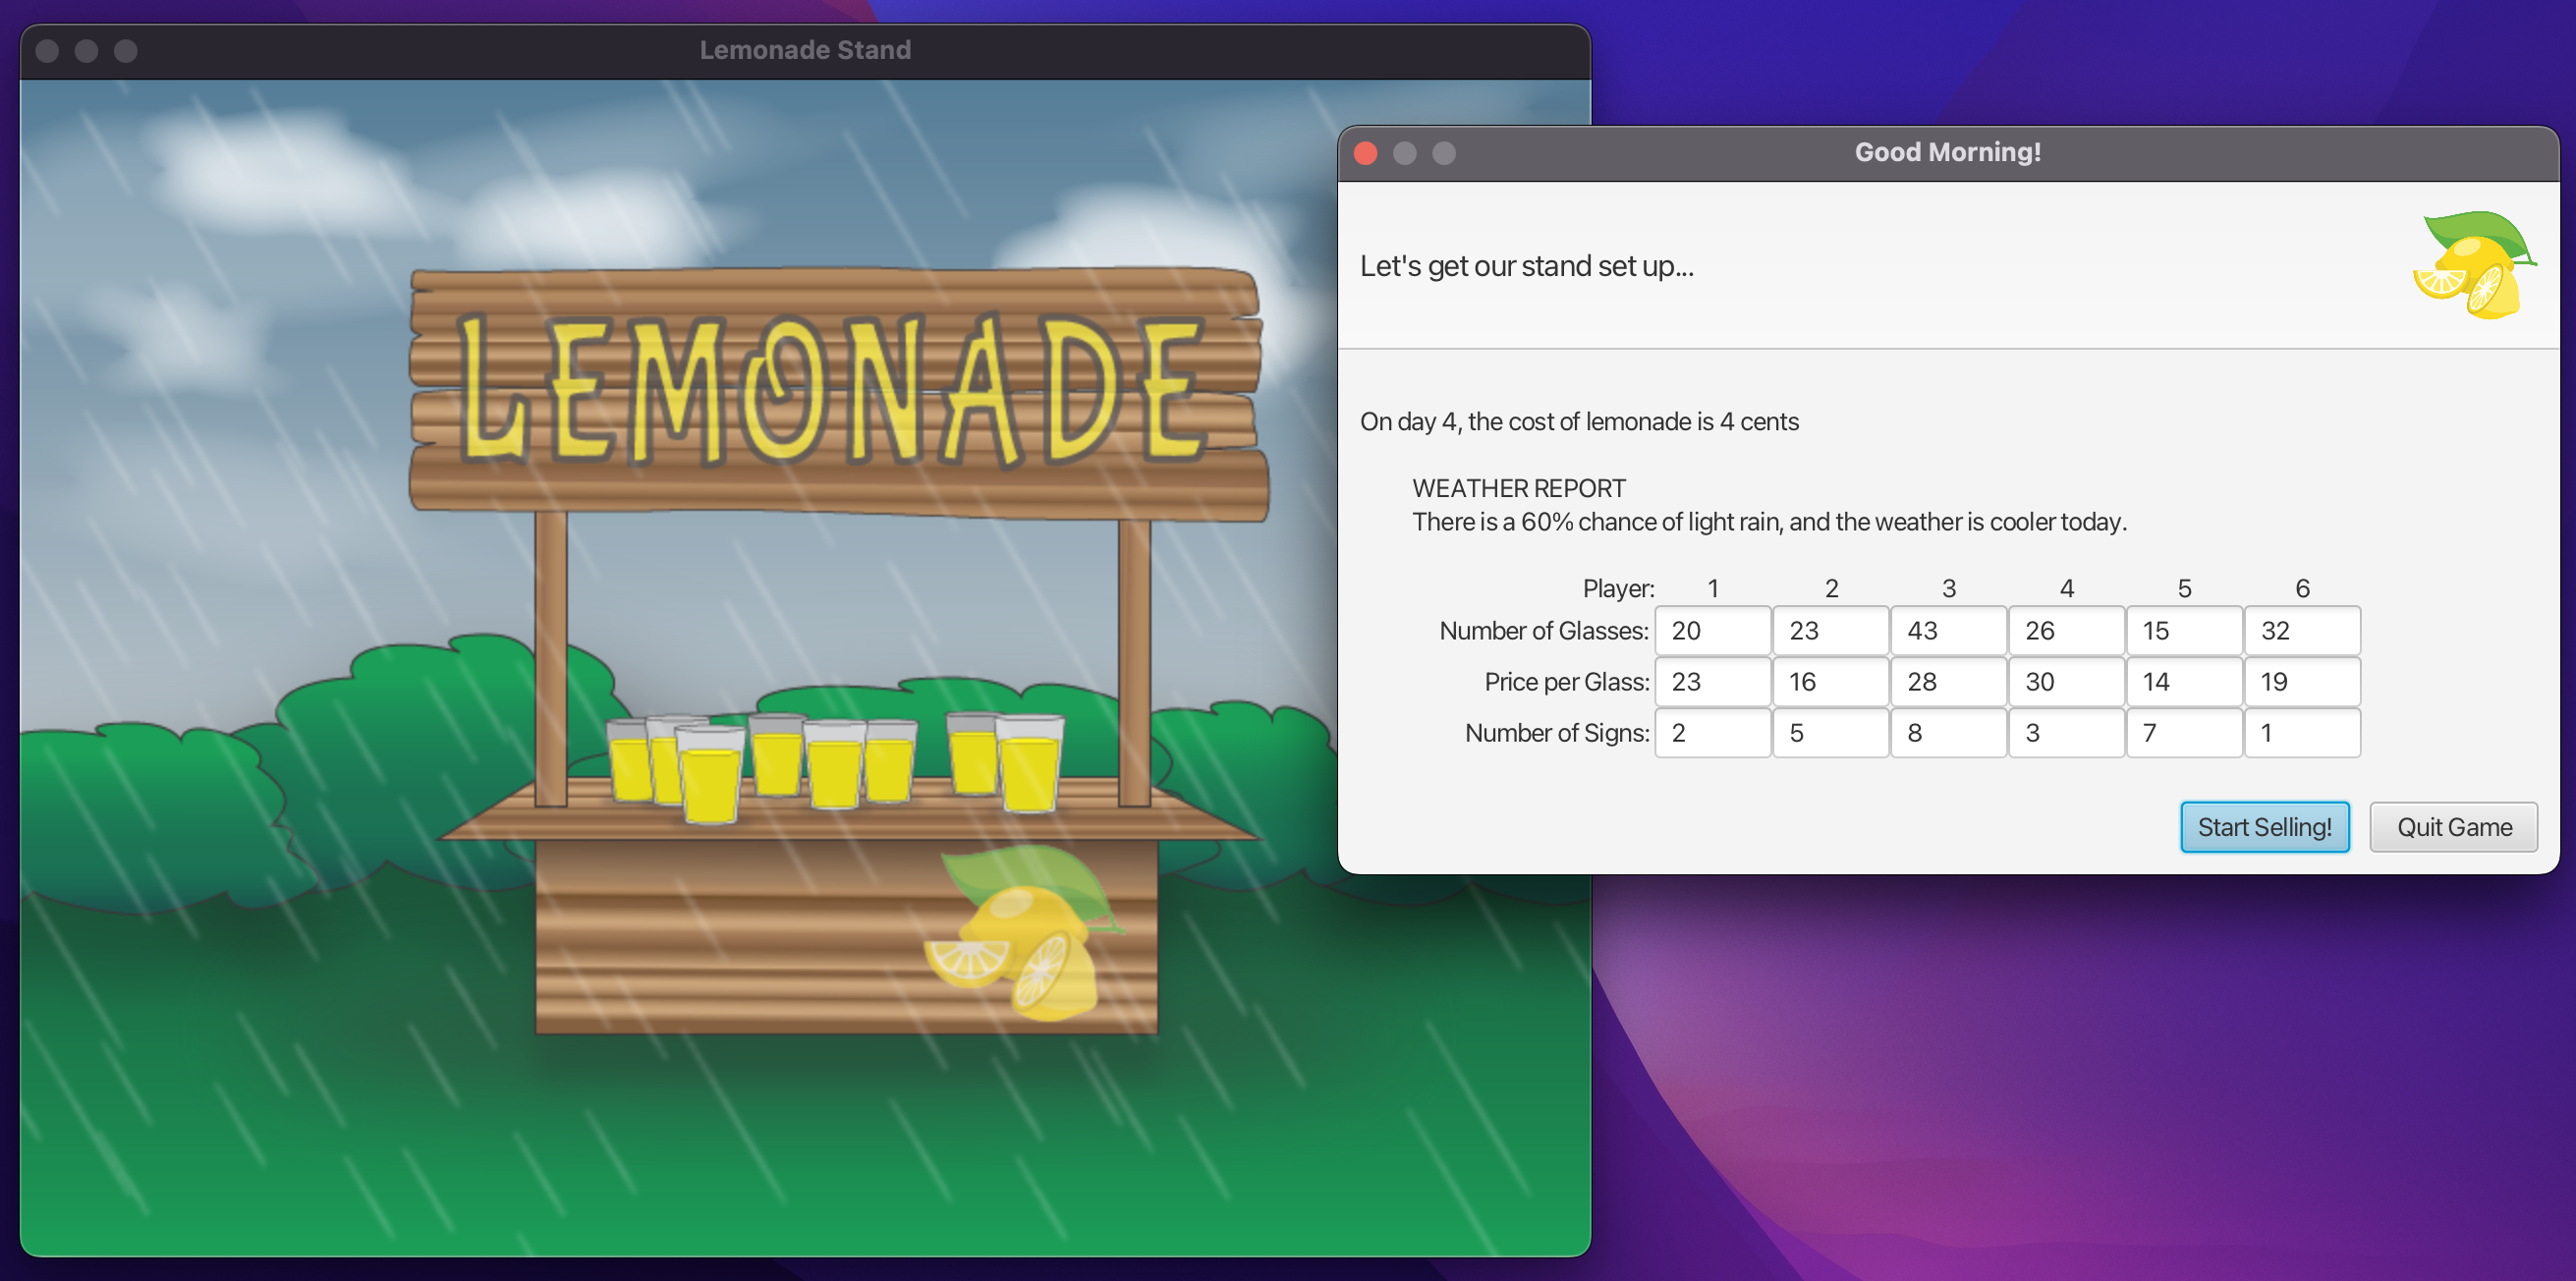 Lemonade Stand
LEMONADE
Good Morning!
Let's get our stand set up...
On day 4, the cost of lemonade is 4 cents
WEATHER REPORT
There is a 60% chance of light rain, and the weather is cooler today.
Player: 1 2 3 4 5 6
Number of Glasses: 20 23 43 26 15 32
Price per Glass: 23 16 28 30 14 19
Number of Signs: 2 5 8 3 7 1
Start Selling! Quit Game